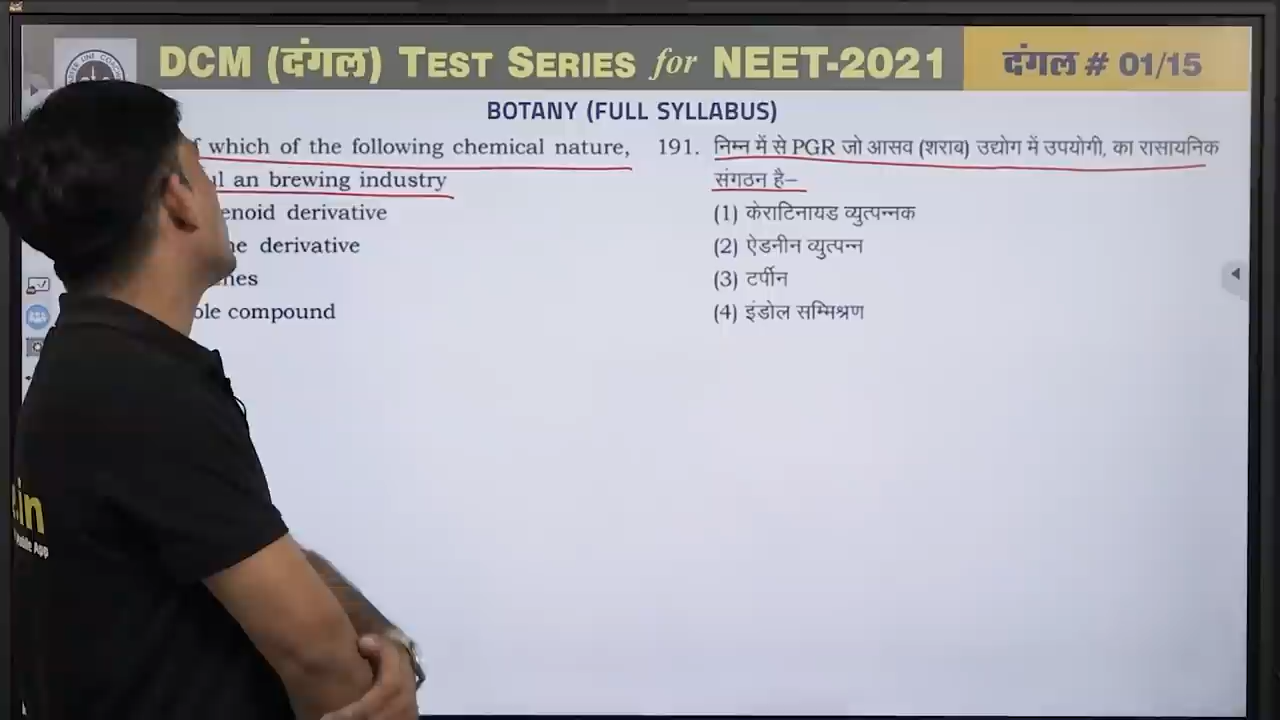 DCM (दंगल) TEST SERIES for NEET-2021
दंगल # 01/15
BOTANY (FULL SYLLABUS)
which of the following chemical nature,
an brewing industry
derivative
derivative
compound
191. निम्न में से PGR जो आसव (शराब) उद्योग में उपयोगी, का रासायनिक
संगठन है–
(1) केराटिनायड व्युत्पन्नक
(2) ऐडनीन व्युत्पन्न
(3) टर्पीन
(4) इंडोल सम्मिश्रण
.in